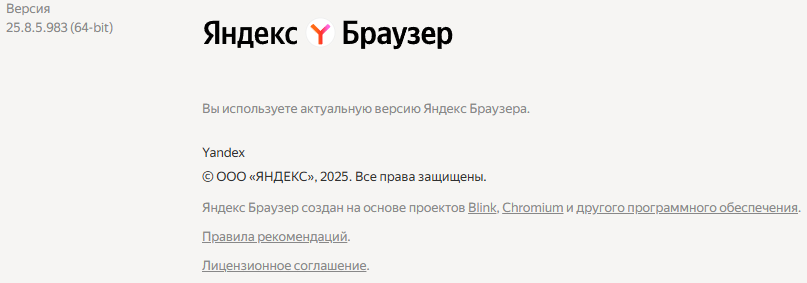 Версия
25.8.5.983 (64-bit)
Яндекс Браузер
Вы используете актуальную версию Яндекс Браузера.
Yandex
© ООО «ЯНДЕКС», 2025. Все права защищены.
Яндекс Браузер создан на основе проектов Blink, Chromium и другого программного обеспечения.
Правила рекомендаций.
Лицензионное соглашение.